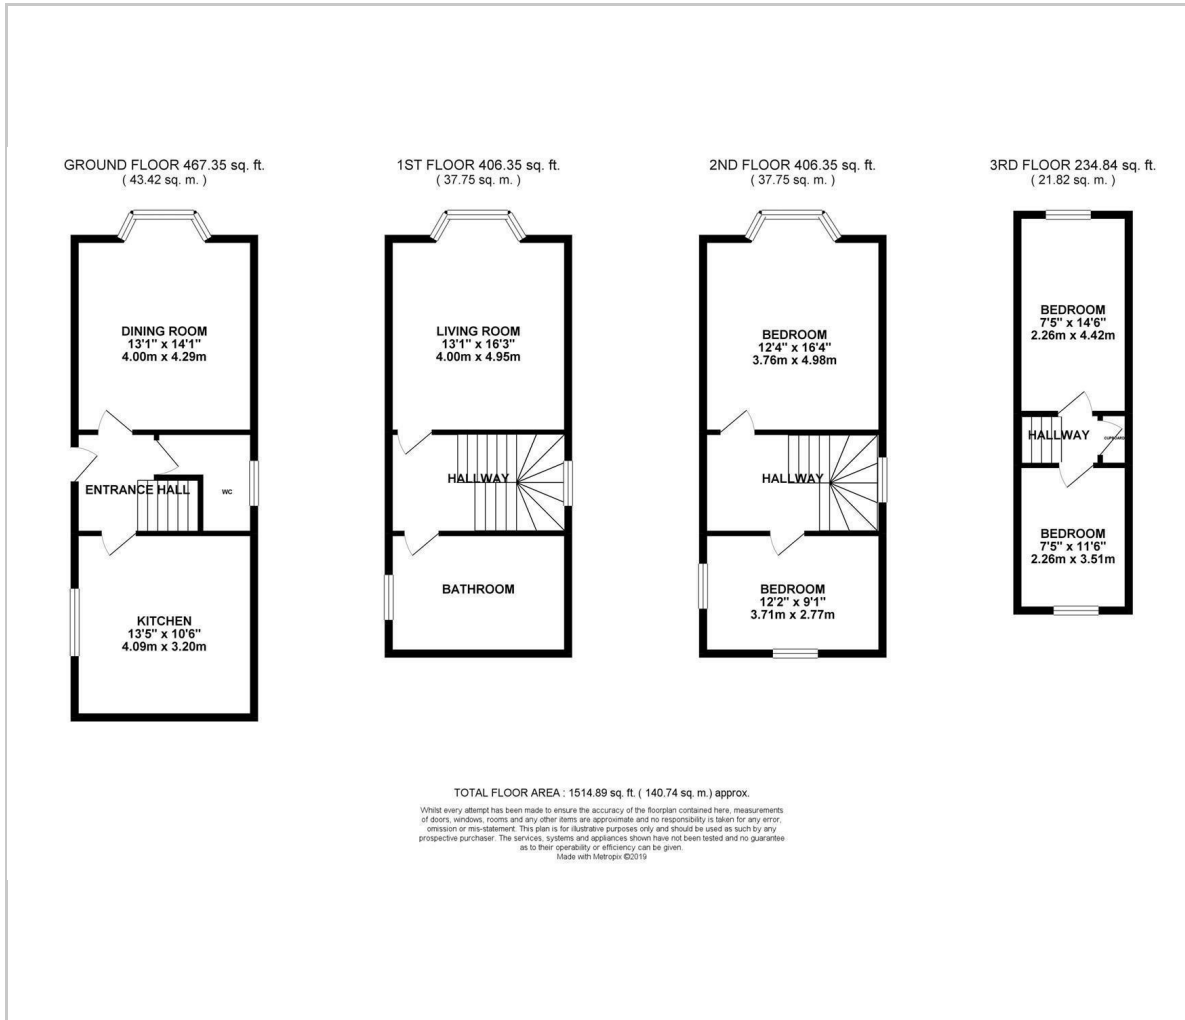 GROUND FLOOR 467.35 sq. ft.
( 43.42 sq. m. )
DINING ROOM
13'1" x 14'1"
4.00m x 4.29m
ENTRANCE HALL
WC
KITCHEN
13'5" x 10'6"
4.09m x 3.20m
1ST FLOOR 406.35 sq. ft.
( 37.75 sq. m. )
LIVING ROOM
13'1" x 16'3"
4.00m x 4.95m
HALLWAY
BATHROOM
2ND FLOOR 406.35 sq. ft.
( 37.75 sq. m. )
BEDROOM
12'4" x 16'4"
3.76m x 4.98m
HALLWAY
BEDROOM
12'2" x 9'1"
3.71m x 2.77m
3RD FLOOR 234.84 sq. ft.
( 21.82 sq. m. )
BEDROOM
7'5" x 14'6"
2.26m x 4.42m
HALLWAY
CUPBOARD
BEDROOM
7'5" x 11'6"
2.26m x 3.51m
TOTAL FLOOR AREA : 1514.89 sq. ft. ( 140.74 sq. m.) approx.
Whilst every attempt has been made to ensure the accuracy of the floorplan contained here, measurements
of doors, windows, rooms and any other items are approximate and no responsibility is taken for any error,
omission or mis-statement. This plan is for illustrative purposes only and should be used as such by any
prospective purchaser. The services, systems and appliances shown have not been tested and no guarantee
as to their operability or efficiency can be given.
Made with Metropix ©2019